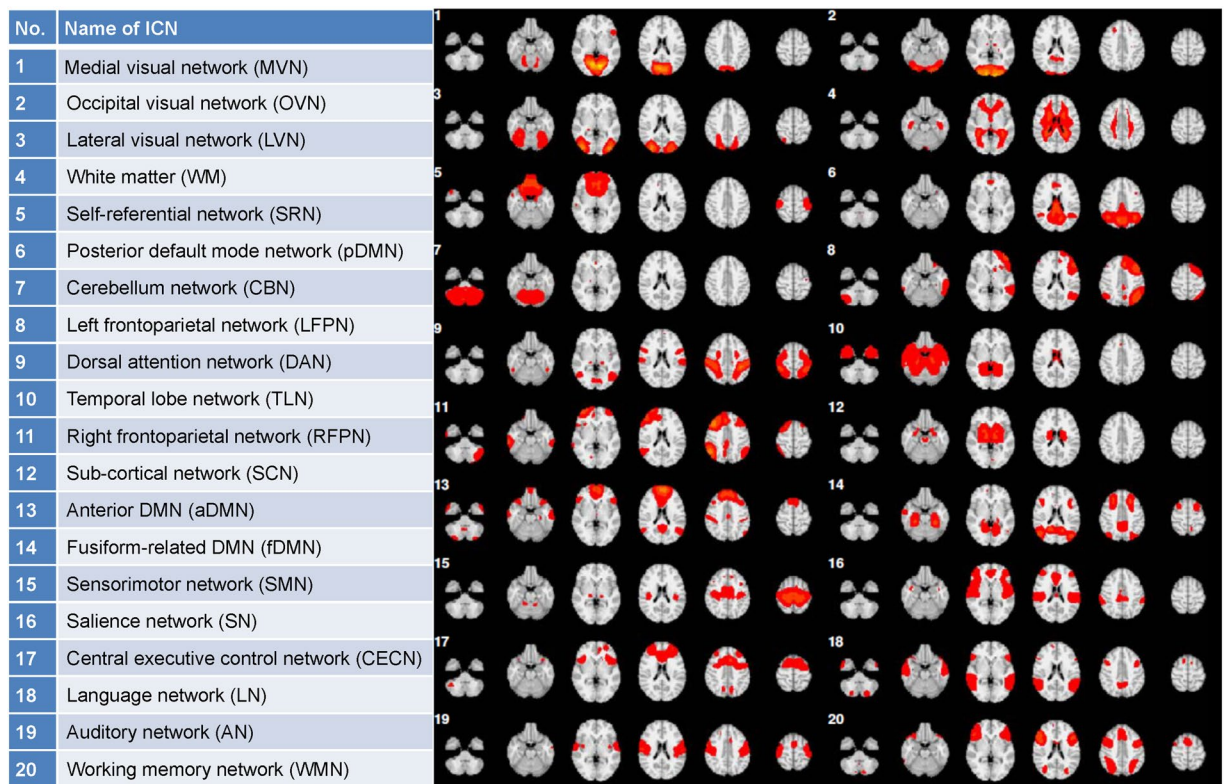 No. Name of ICN
1 Medial visual network (MVN)
2 Occipital visual network (OVN)
3 Lateral visual network (LVN)
4 White matter (WM)
5 Self-referential network (SRN)
6 Posterior default mode network (pDMN)
7 Cerebellum network (CBN)
8 Left frontoparietal network (LFPN)
9 Dorsal attention network (DAN)
10 Temporal lobe network (TLN)
11 Right frontoparietal network (RFPN)
12 Sub-cortical network (SCN)
13 Anterior DMN (aDMN)
14 Fusiform-related DMN (fDMN)
15 Sensorimotor network (SMN)
16 Salience network (SN)
17 Central executive control network (CECN)
18 Language network (LN)
19 Auditory network (AN)
20 Working memory network (WMN)
1 2
3 4
5 6
7 8
9 10
11 12
13 14
15 16
17 18
19 20